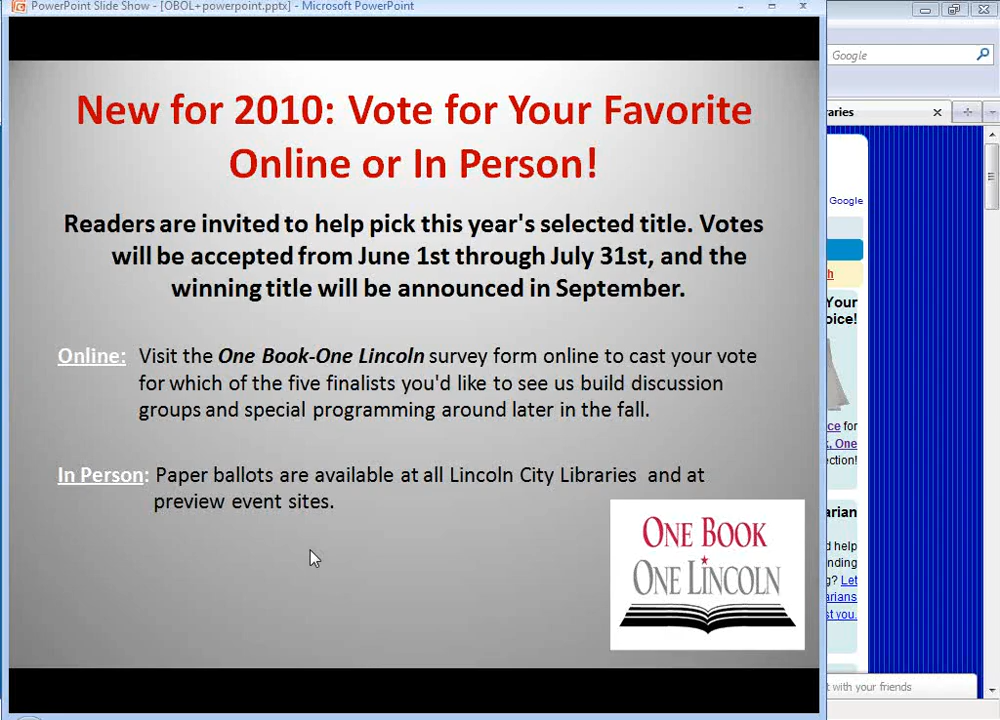 PowerPoint Slide Show - [OBOL+powerpoint.pptx] - Microsoft PowerPoint
Google
aries
New for 2010: Vote for Your Favorite
Online or In Person!
Readers are invited to help pick this year's selected title. Votes
will be accepted from June 1st through July 31st, and the
winning title will be announced in September.
Online: Visit the One Book-One Lincoln survey form online to cast your vote
for which of the five finalists you'd like to see us build discussion
groups and special programming around later in the fall.
In Person: Paper ballots are available at all Lincoln City Libraries and at
preview event sites.
ONE BOOK
ONE LINCOLN
Google
h
Your
oice!
ce for
, One
ection!
arian
d help
nding
g? Let
arians
st you.
t with your friends